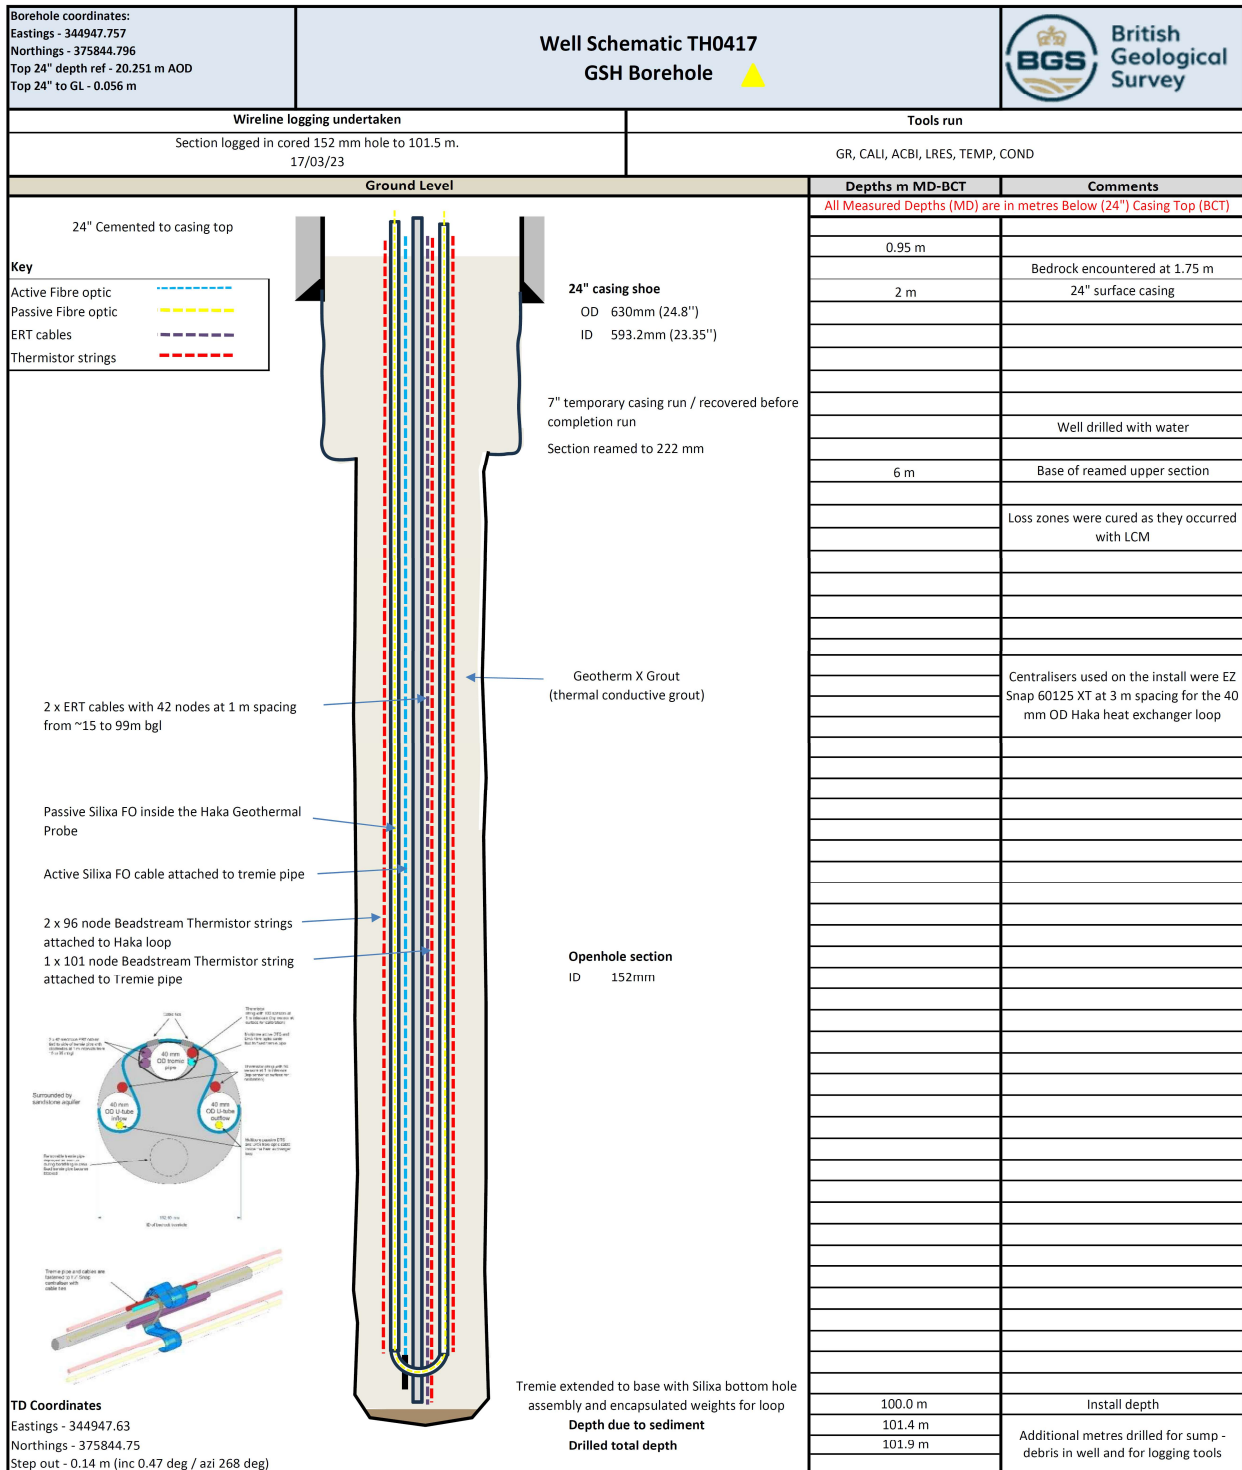 Borehole coordinates:
Eastings - 344947.757
Northings - 375844.796
Top 24" depth ref - 20.251 m AOD
Top 24" to GL - 0.056 m
Well Schematic TH0417
GSH Borehole
BGS
British
Geological
Survey
Wireline logging undertaken
Tools run
Section logged in cored 152 mm hole to 101.5 m.
17/03/23
GR, CALI, ACBI, LRES, TEMP, COND
Ground Level
Depths m MD-BCT
Comments
All Measured Depths (MD) are in metres Below (24") Casing Top (BCT)
24" Cemented to casing top
0.95 m
Key
Bedrock encountered at 1.75 m
Active Fibre optic
24" casing shoe
2 m
24" surface casing
Passive Fibre optic
OD 630mm (24.8'')
ERT cables
ID 593.2mm (23.35'')
Thermistor strings
7" temporary casing run / recovered before
completion run
Well drilled with water
Section reamed to 222 mm
6 m
Base of reamed upper section
Loss zones were cured as they occurred
with LCM
Geotherm X Grout
(thermal conductive grout)
Centralisers used on the install were EZ
Snap 60125 XT at 3 m spacing for the 40
mm OD Haka heat exchanger loop
2 x ERT cables with 42 nodes at 1 m spacing
from ~15 to 99m bgl
Passive Silixa FO inside the Haka Geothermal
Probe
Active Silixa FO cable attached to tremie pipe
2 x 96 node Beadstream Thermistor strings
attached to Haka loop
1 x 101 node Beadstream Thermistor string
attached to Tremie pipe
Openhole section
ID 152mm
40 mm
OD tremie
pipe
Surrounded by
sandstone aquifer
40 mm
OD U-tube
inflow
40 mm
OD U-tube
outflow
Tremie pipe and cables are
fastened to
centraliser with
cable ties
Tremie extended to base with Silixa bottom hole
assembly and encapsulated weights for loop
100.0 m
Install depth
TD Coordinates
Eastings - 344947.63
Northings - 375844.75
Step out - 0.14 m (inc 0.47 deg / azi 268 deg)
Depth due to sediment
101.4 m
Drilled total depth
101.9 m
Additional metres drilled for sump -
debris in well and for logging tools